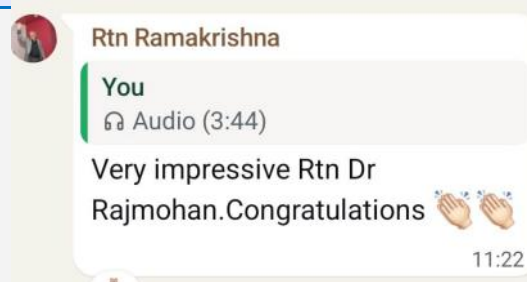 Rtn Ramakrishna
You
Audio (3:44)
Very impressive Rtn Dr
Rajmohan.Congratulations 👏🏻👏🏻
11:22